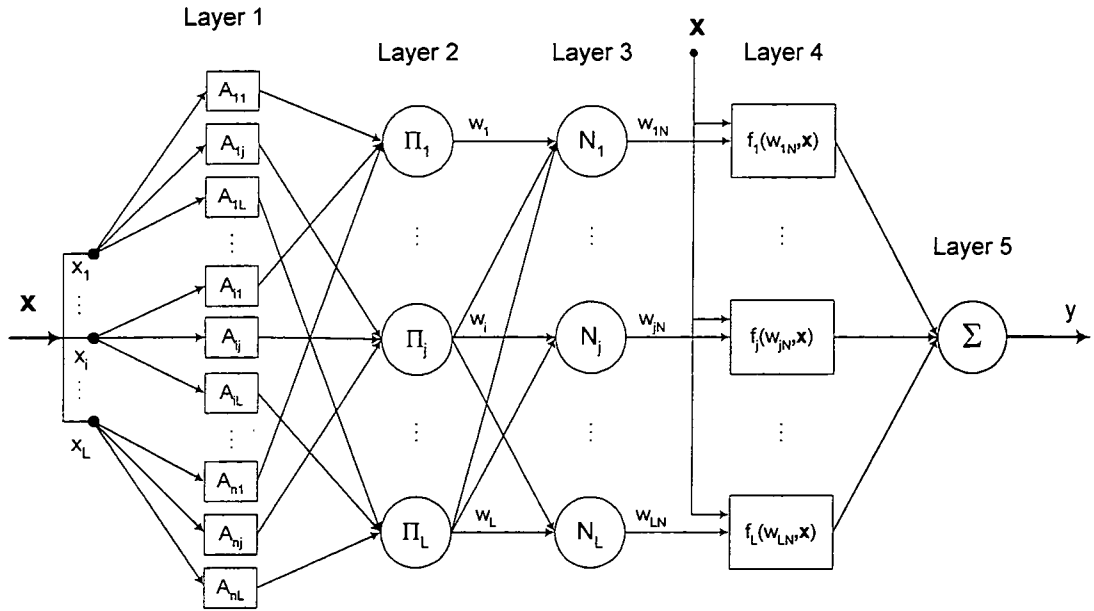 Layer 1
Layer 2
Layer 3
x
Layer 4
Layer 5
A11
A1j
A1L
⋮
Ai1
Aij
AiL
⋮
An1
Anj
AnL
x
x1
⋮
xi
⋮
xL
Π1
⋮
Πj
⋮
ΠL
w1
wi
wL
N1
⋮
Nj
⋮
NL
w1N
wjN
wLN
f1(w1N,x)
⋮
fj(wjN,x)
⋮
fL(wLN,x)
Σ
y